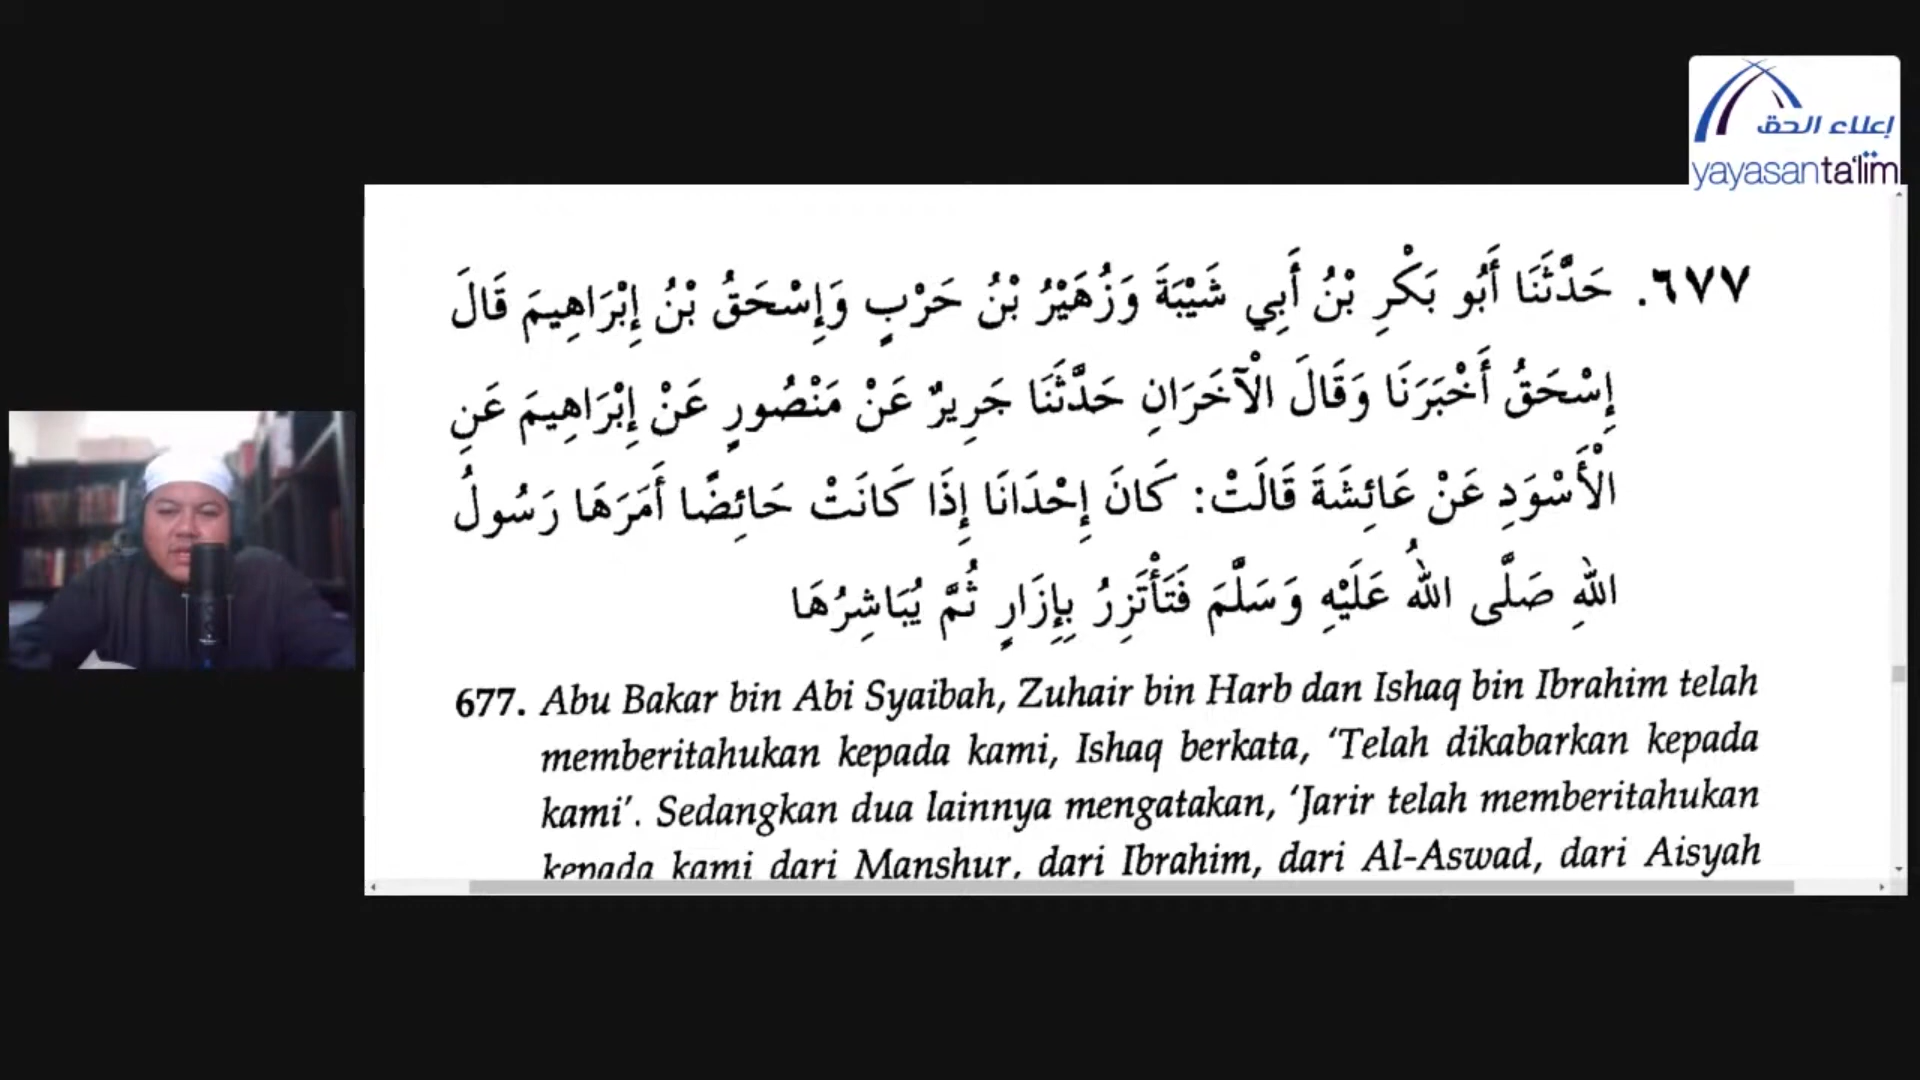 إعلاء الحق
yayasanta'lim
٦٧٧. حَدَّثَنَا أَبُو بَكْرِ بْنُ أَبِي شَيْبَةَ وَزُهَيْرُ بْنُ حَرْبٍ وَإِسْحَقُ بْنُ إِبْرَاهِيمَ قَالَ
إِسْحَقُ أَخْبَرَنَا وَقَالَ الْآخَرَانِ حَدَّثَنَا جَرِيرٌ عَنْ مَنْصُورٍ عَنْ إِبْرَاهِيمَ عَنِ
الْأَسْوَدِ عَنْ عَائِشَةَ قَالَتْ: كَانَ إِحْدَانَا إِذَا كَانَتْ حَائِضًا أَمَرَهَا رَسُولُ
اللهِ صَلَّى اللهُ عَلَيْهِ وَسَلَّمَ فَتَأْتَزِرُ بِإِزَارٍ ثُمَّ يُبَاشِرُهَا
677. Abu Bakar bin Abi Syaibah, Zuhair bin Harb dan Ishaq bin Ibrahim telah
memberitahukan kepada kami, Ishaq berkata, ‘Telah dikabarkan kepada
kami’. Sedangkan dua lainnya mengatakan, ‘Jarir telah memberitahukan
kepada kami dari Manshur, dari Ibrahim, dari Al-Aswad, dari Aisyah